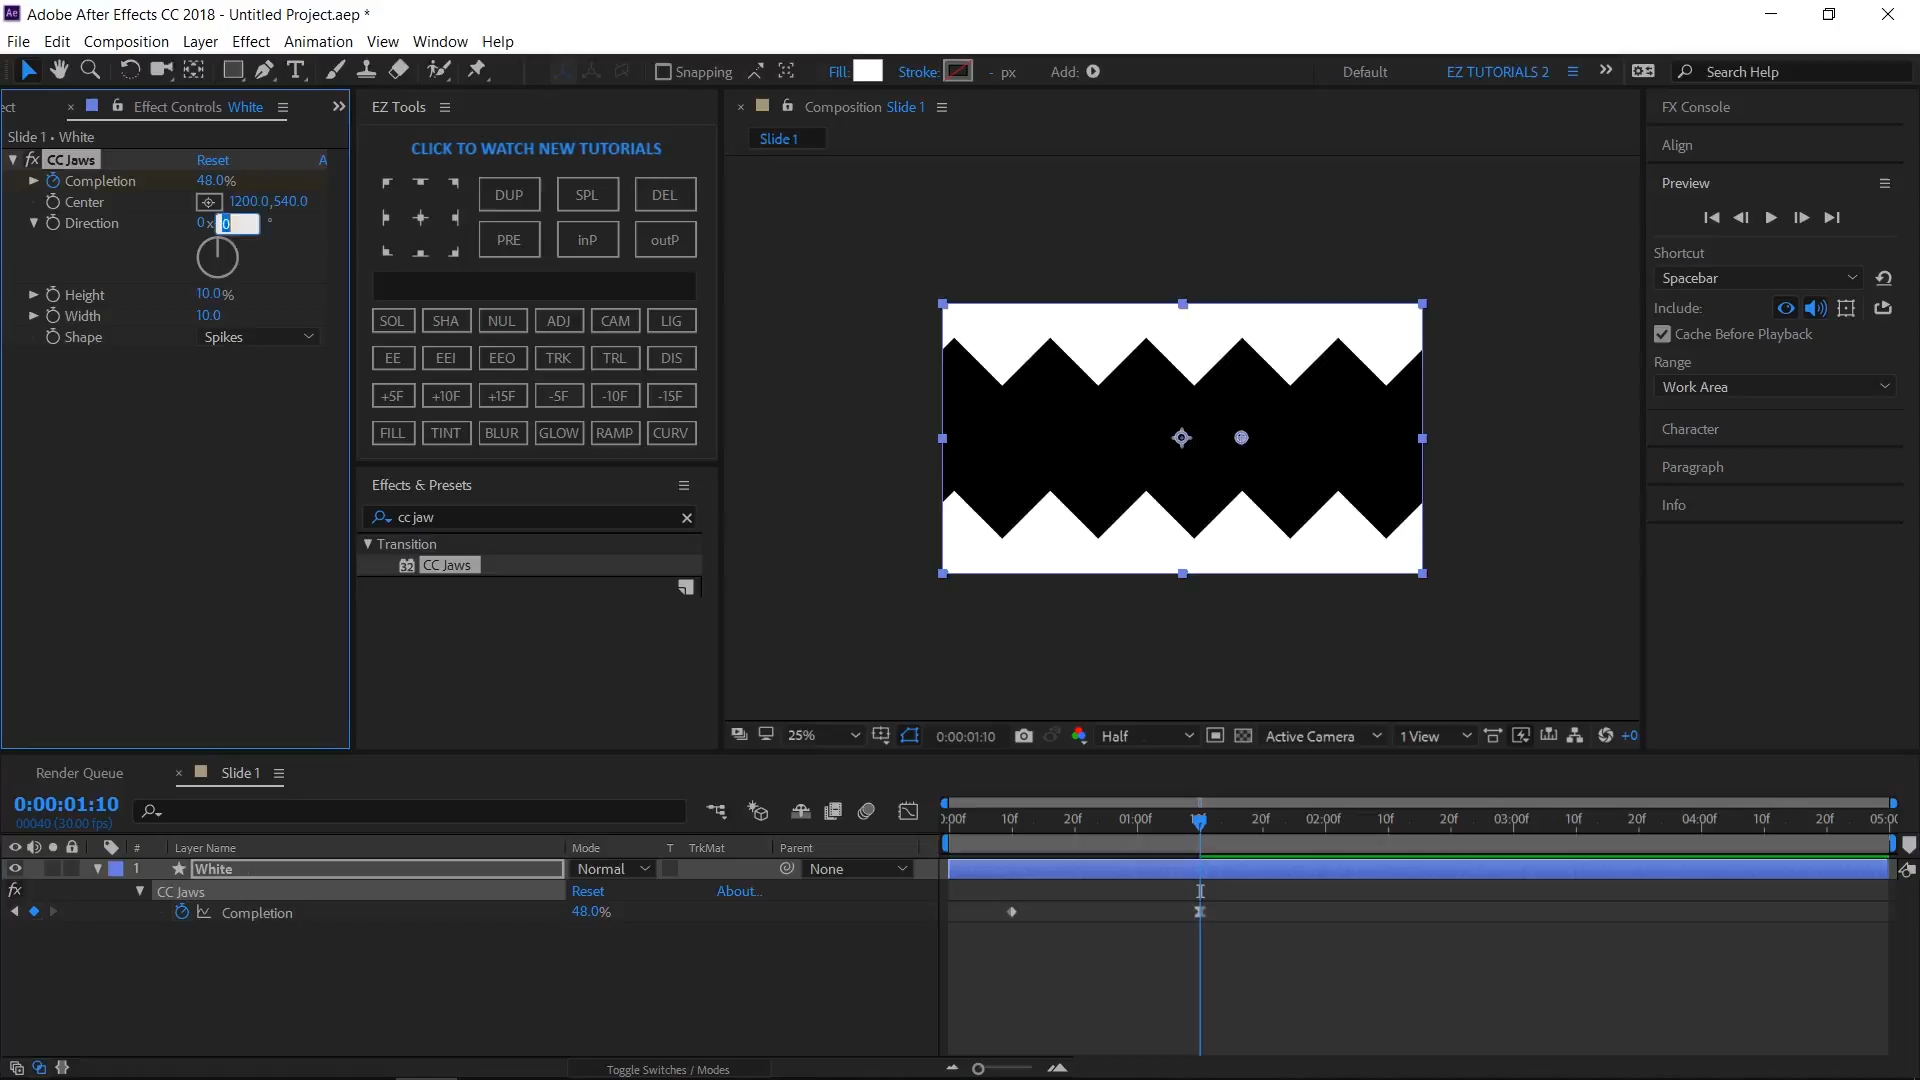 Ae Adobe After Effects CC 2018 - Untitled Project.aep *
File Edit Composition Layer Effect Animation View Window Help
Snapping Fill: Stroke: - px Add: Default EZ TUTORIALS 2 Search Help
ect Effect Controls White
Slide 1 • White
fx CC Jaws Reset A
Completion 48.0%
Center 1200.0,540.0
Direction 0x 0 °
Height 10.0%
Width 10.0
Shape Spikes
EZ Tools
CLICK TO WATCH NEW TUTORIALS
DUP SPL DEL
PRE inP outP
SOL SHA NUL ADJ CAM LIG
EE EEI EEO TRK TRL DIS
+5F +10F +15F -5F -10F -15F
FILL TINT BLUR GLOW RAMP CURV
Effects & Presets
cc jaw
Transition
32 CC Jaws
Composition Slide 1
Slide 1
25% 0:00:01:10 Half Active Camera 1 View +0
FX Console
Align
Preview
Shortcut
Spacebar
Include:
Cache Before Playback
Range
Work Area
Character
Paragraph
Info
Render Queue Slide 1
0:00:01:10
00040 (30.00 fps)
# Layer Name Mode T TrkMat Parent
1 White Normal None
fx CC Jaws Reset About...
Completion 48.0%
:00f 10f 20f 01:00f 20f 02:00f 10f 20f 03:00f 10f 20f 04:00f 10f 20f 05:0
Toggle Switches / Modes